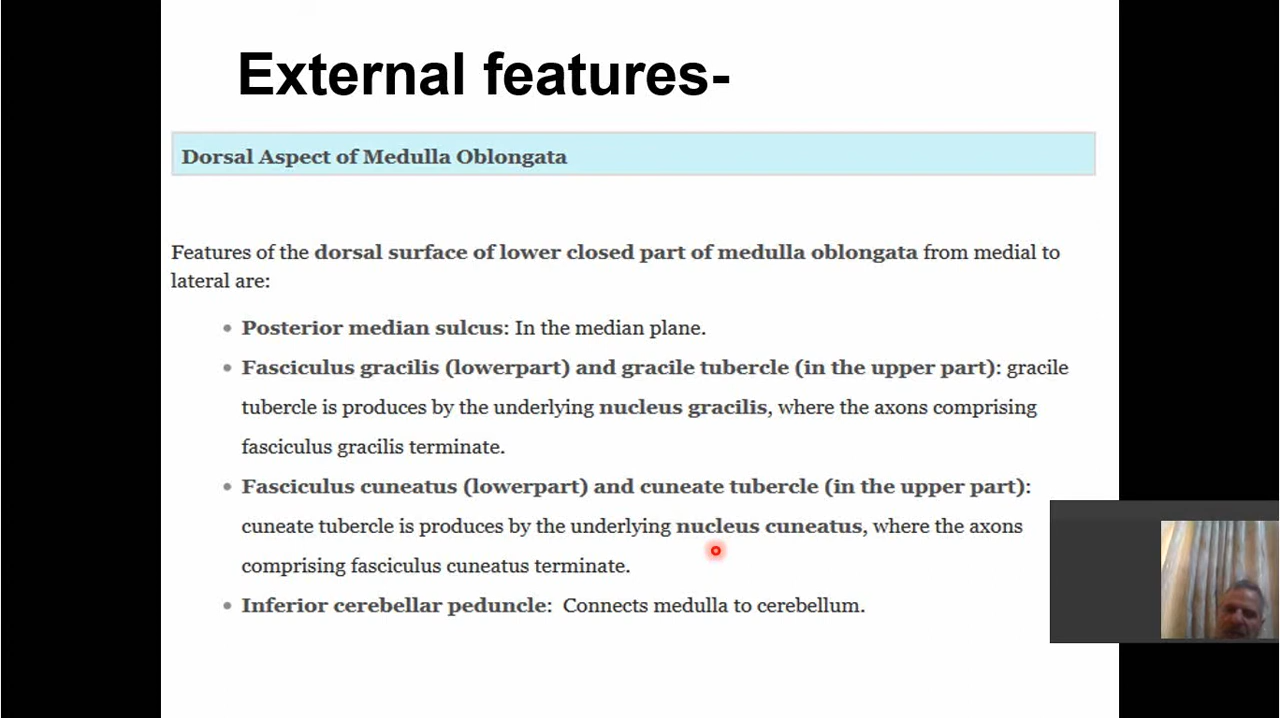 External features-
Dorsal Aspect of Medulla Oblongata
Features of the dorsal surface of lower closed part of medulla oblongata from medial to
lateral are:
• Posterior median sulcus: In the median plane.
• Fasciculus gracilis (lowerpart) and gracile tubercle (in the upper part): gracile
tubercle is produces by the underlying nucleus gracilis, where the axons comprising
fasciculus gracilis terminate.
• Fasciculus cuneatus (lowerpart) and cuneate tubercle (in the upper part):
cuneate tubercle is produces by the underlying nucleus cuneatus, where the axons
comprising fasciculus cuneatus terminate.
• Inferior cerebellar peduncle: Connects medulla to cerebellum.